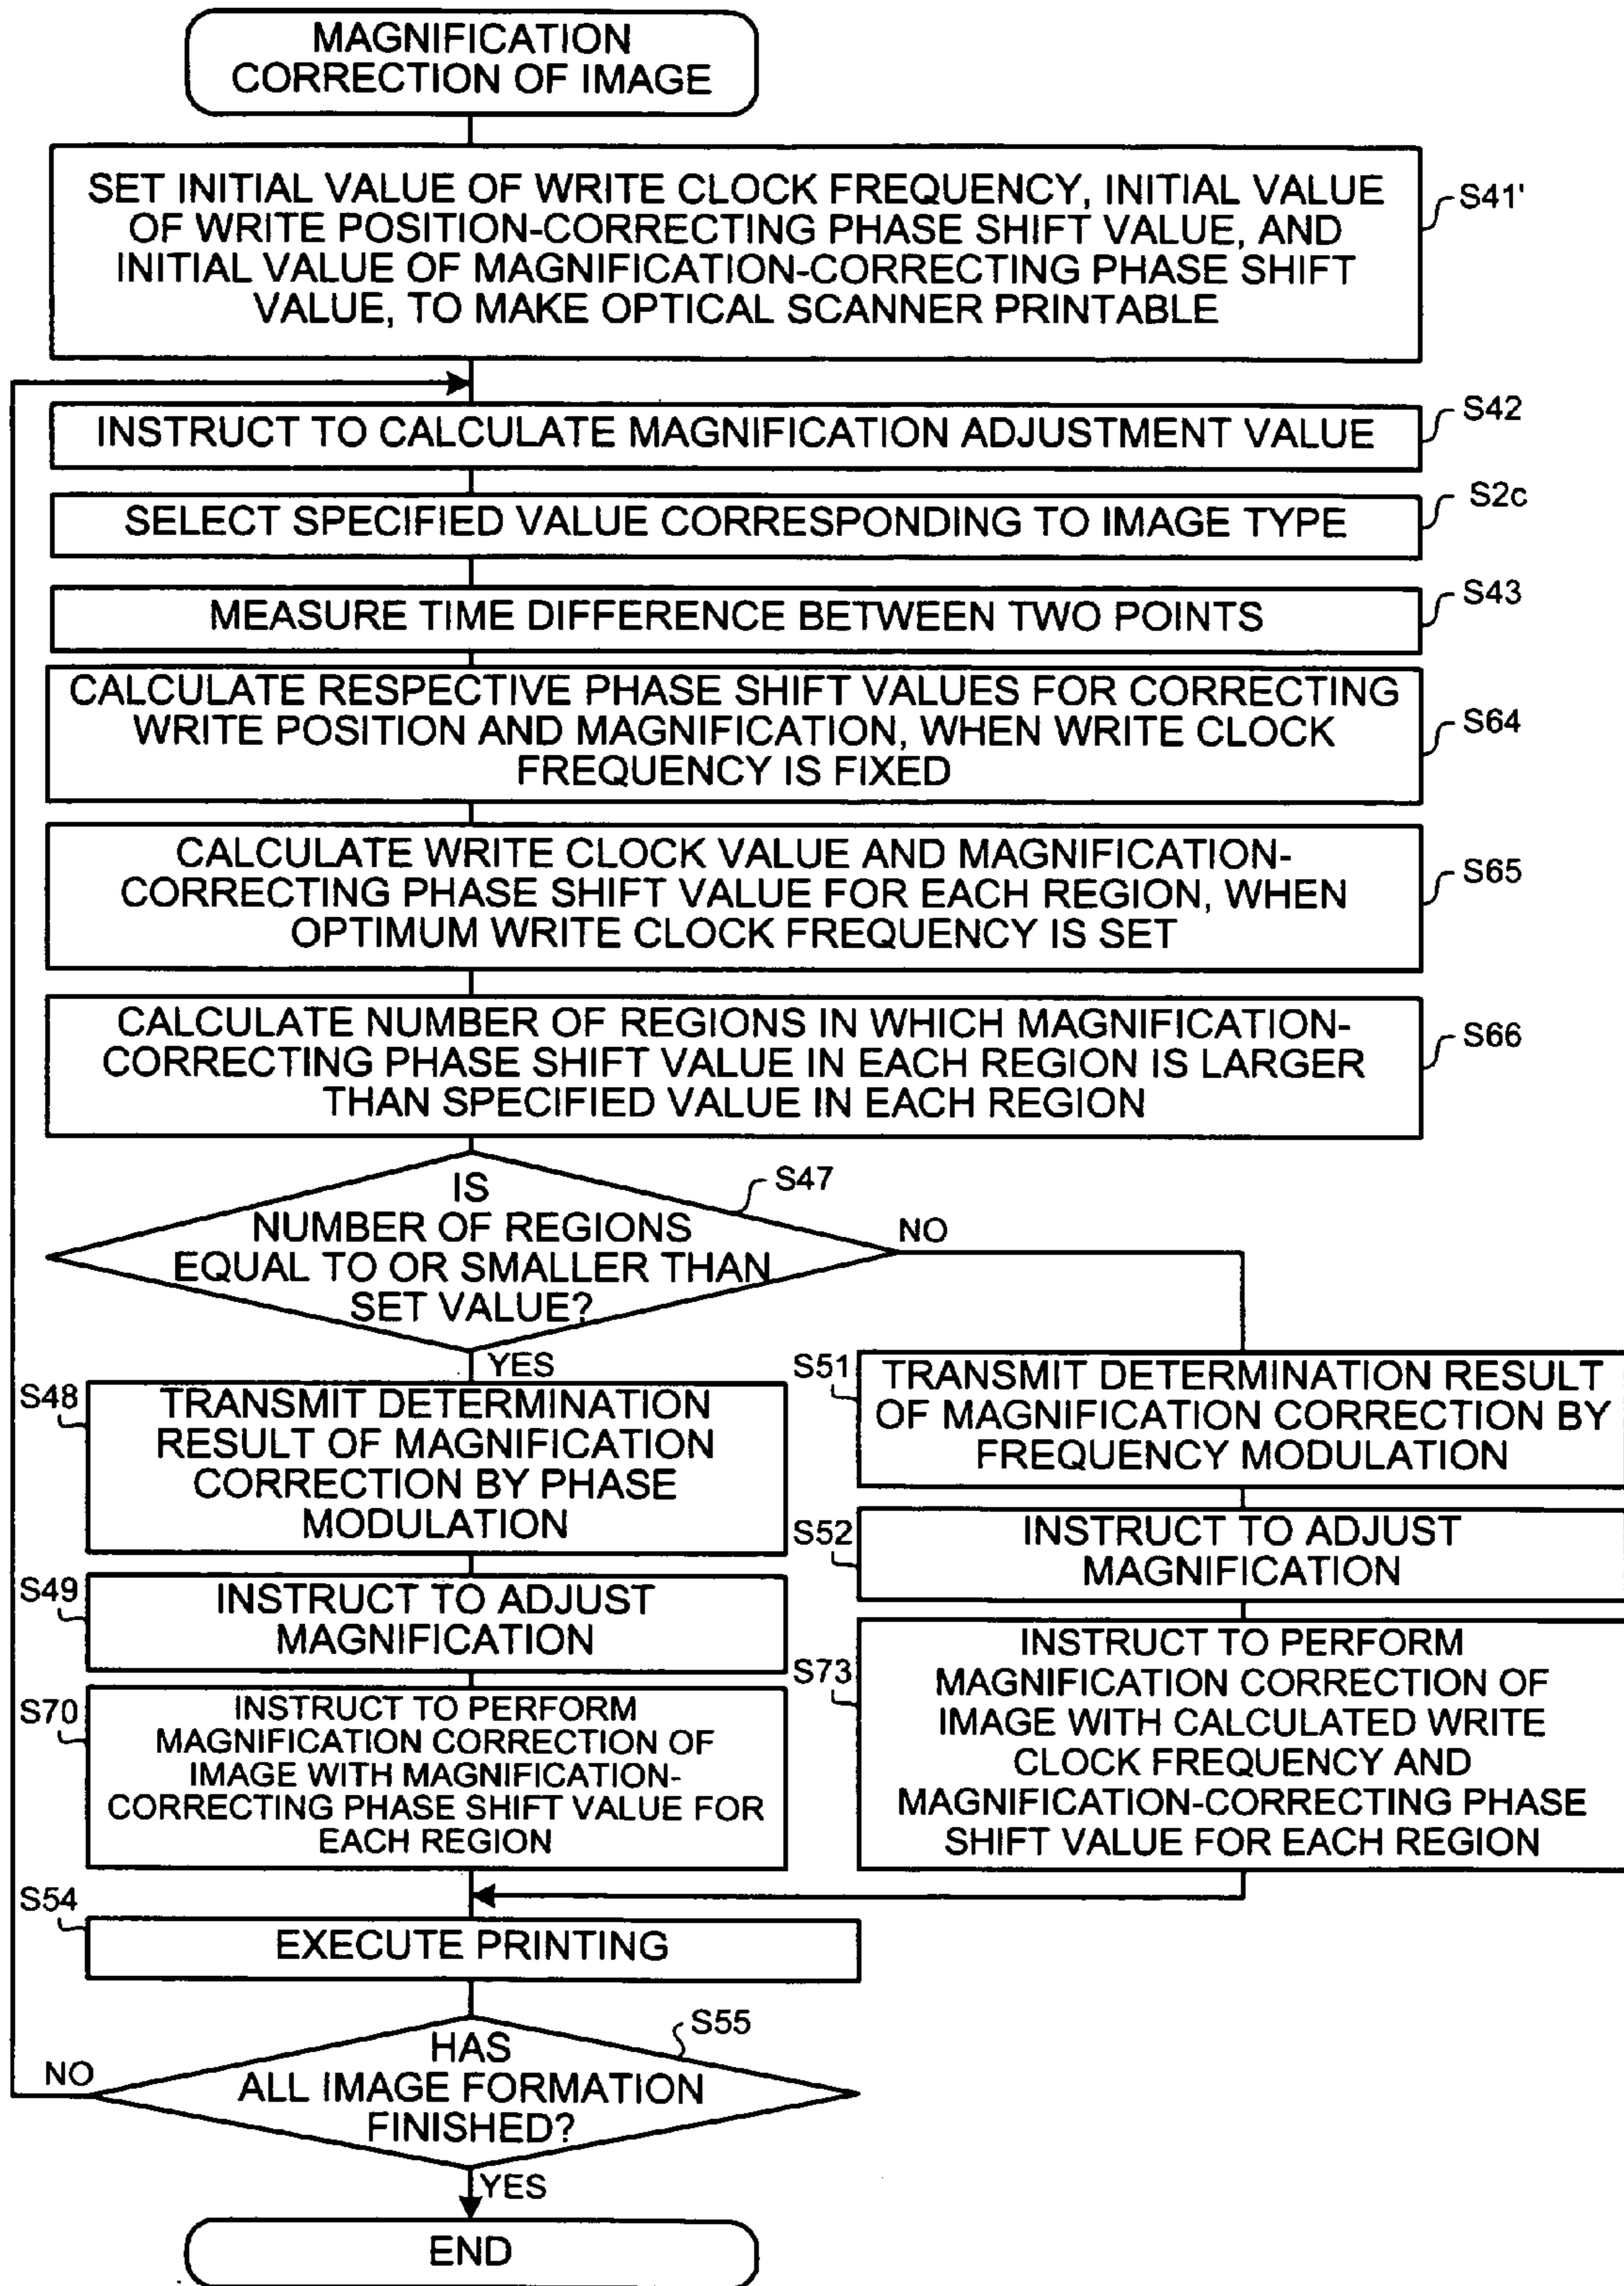 MAGNIFICATION
CORRECTION OF IMAGE
SET INITIAL VALUE OF WRITE CLOCK FREQUENCY, INITIAL VALUE
OF WRITE POSITION-CORRECTING PHASE SHIFT VALUE, AND
INITIAL VALUE OF MAGNIFICATION-CORRECTING PHASE SHIFT
VALUE, TO MAKE OPTICAL SCANNER PRINTABLE
S41'
INSTRUCT TO CALCULATE MAGNIFICATION ADJUSTMENT VALUE
S42
SELECT SPECIFIED VALUE CORRESPONDING TO IMAGE TYPE
S2c
MEASURE TIME DIFFERENCE BETWEEN TWO POINTS
S43
CALCULATE RESPECTIVE PHASE SHIFT VALUES FOR CORRECTING
WRITE POSITION AND MAGNIFICATION, WHEN WRITE CLOCK
FREQUENCY IS FIXED
S64
CALCULATE WRITE CLOCK VALUE AND MAGNIFICATION-
CORRECTING PHASE SHIFT VALUE FOR EACH REGION, WHEN
OPTIMUM WRITE CLOCK FREQUENCY IS SET
S65
CALCULATE NUMBER OF REGIONS IN WHICH MAGNIFICATION-
CORRECTING PHASE SHIFT VALUE IN EACH REGION IS LARGER
THAN SPECIFIED VALUE IN EACH REGION
S66
IS
NUMBER OF REGIONS
EQUAL TO OR SMALLER THAN
SET VALUE?
S47
NO
YES
S48
TRANSMIT DETERMINATION
RESULT OF MAGNIFICATION
CORRECTION BY PHASE
MODULATION
S49
INSTRUCT TO ADJUST
MAGNIFICATION
S70
INSTRUCT TO PERFORM
MAGNIFICATION CORRECTION OF
IMAGE WITH MAGNIFICATION-
CORRECTING PHASE SHIFT VALUE FOR
EACH REGION
S51
TRANSMIT DETERMINATION RESULT
OF MAGNIFICATION CORRECTION BY
FREQUENCY MODULATION
S52
INSTRUCT TO ADJUST
MAGNIFICATION
S73
INSTRUCT TO PERFORM
MAGNIFICATION CORRECTION OF
IMAGE WITH CALCULATED WRITE
CLOCK FREQUENCY AND
MAGNIFICATION-CORRECTING PHASE
SHIFT VALUE FOR EACH REGION
S54
EXECUTE PRINTING
S55
HAS
ALL IMAGE FORMATION
FINISHED?
NO
YES
END